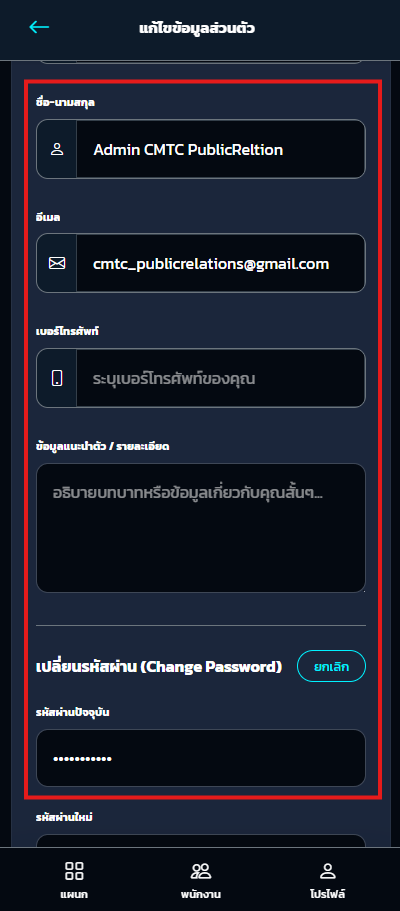 แก้ไขข้อมูลส่วนตัว
ชื่อ-นามสกุล
Admin CMTC PublicReltion
อีเมล
cmtc_publicrelations@gmail.com
เบอร์โทรศัพท์
ระบุเบอร์โทรศัพท์ของคุณ
ข้อมูลแนะนำตัว / รายละเอียด
อธิบายบทบาทหรือข้อมูลเกี่ยวกับคุณสั้นๆ...
เปลี่ยนรหัสผ่าน (Change Password) ยกเลิก
รหัสผ่านปัจจุบัน
•••••••••••
รหัสผ่านใหม่
แผนก พนักงาน โปรไฟล์